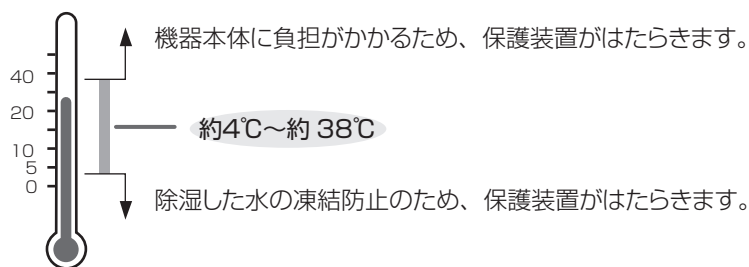 機器本体に負担がかかるため、保護装置がはたらきます。
40
20
約4℃～約 38℃
10
5
0
除湿した水の凍結防止のため、保護装置がはたらきます。